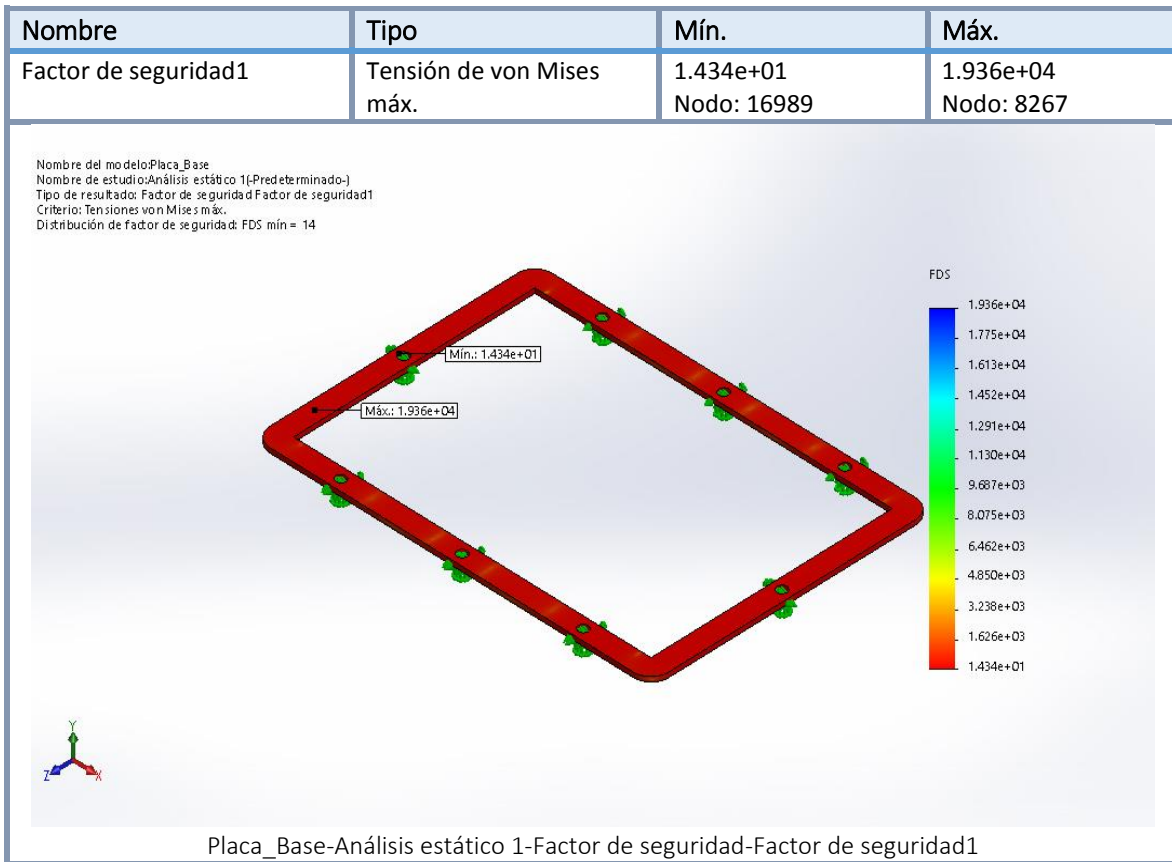 Nombre Tipo Mín. Máx.
Factor de seguridad1 Tensión de von Mises 1.434e+01 1.936e+04
máx. Nodo: 16989 Nodo: 8267
Nombre del modelo:Placa_Base
Nombre de estudio:Análisis estático 1(-Predeterminado-)
Tipo de resultado: Factor de seguridad Factor de seguridad1
Criterio: Tensiones von Mises máx.
Distribución de factor de seguridad: FDS mín = 14
FDS
1.936e+04
1.775e+04
1.613e+04
1.452e+04
1.291e+04
1.130e+04
9.687e+03
8.075e+03
6.462e+03
4.850e+03
3.238e+03
1.626e+03
1.434e+01
Mín.: 1.434e+01
Máx.: 1.936e+04
Y
Z X
Placa_Base-Análisis estático 1-Factor de seguridad-Factor de seguridad1